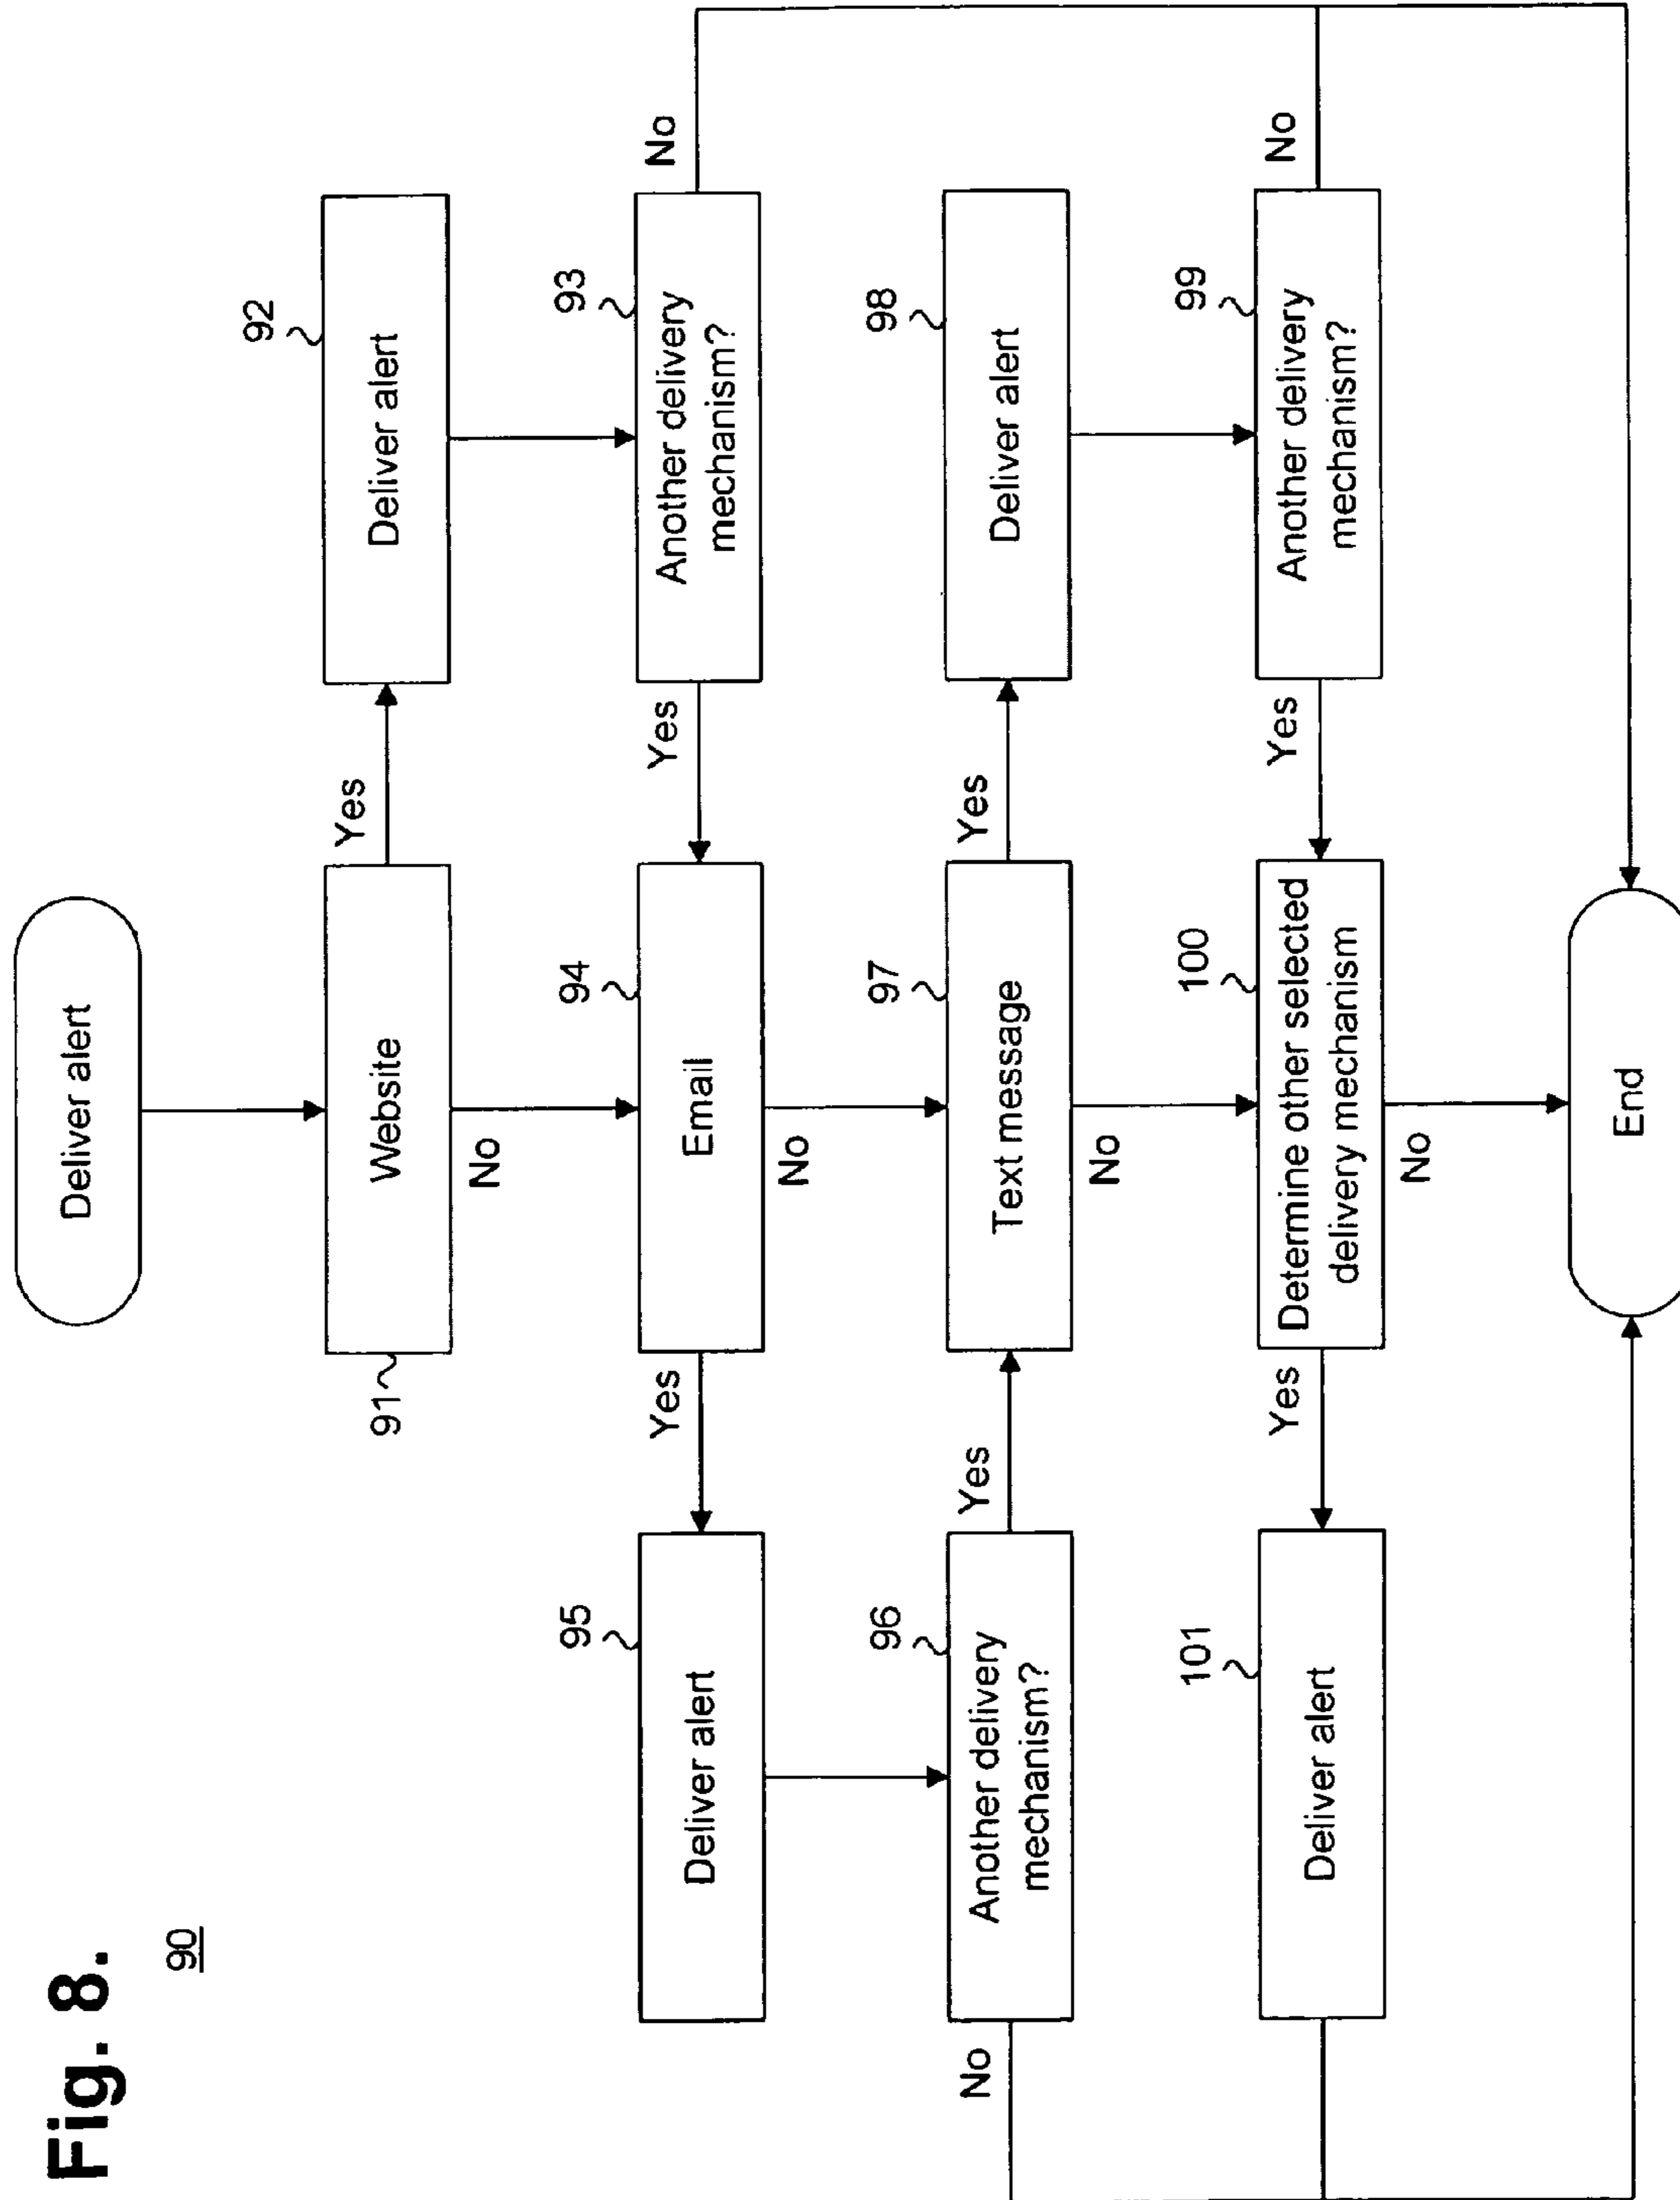 Fig. 8.
90
Deliver alert
91
Website
Yes
92
Deliver alert
No
93
Another delivery
mechanism?
No
Yes
94
Email
Yes
95
Deliver alert
No
96
Another delivery
mechanism?
No
Yes
97
Text message
Yes
98
Deliver alert
No
99
Another delivery
mechanism?
No
Yes
100
Determine other selected
delivery mechanism
Yes
101
Deliver alert
No
End